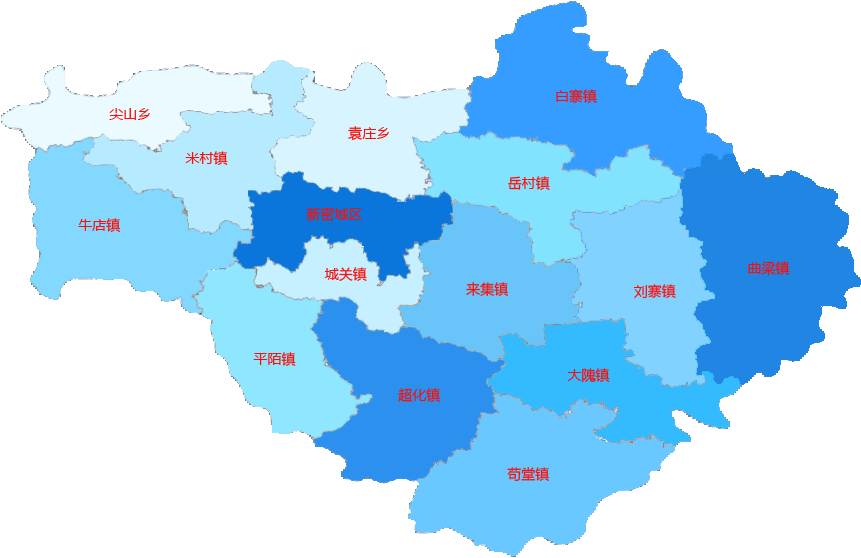 白寨镇
尖山乡
袁庄乡
米村镇
岳村镇
新密城区
牛店镇
曲梁镇
城关镇
来集镇
刘寨镇
平陌镇
大隗镇
超化镇
苟堂镇